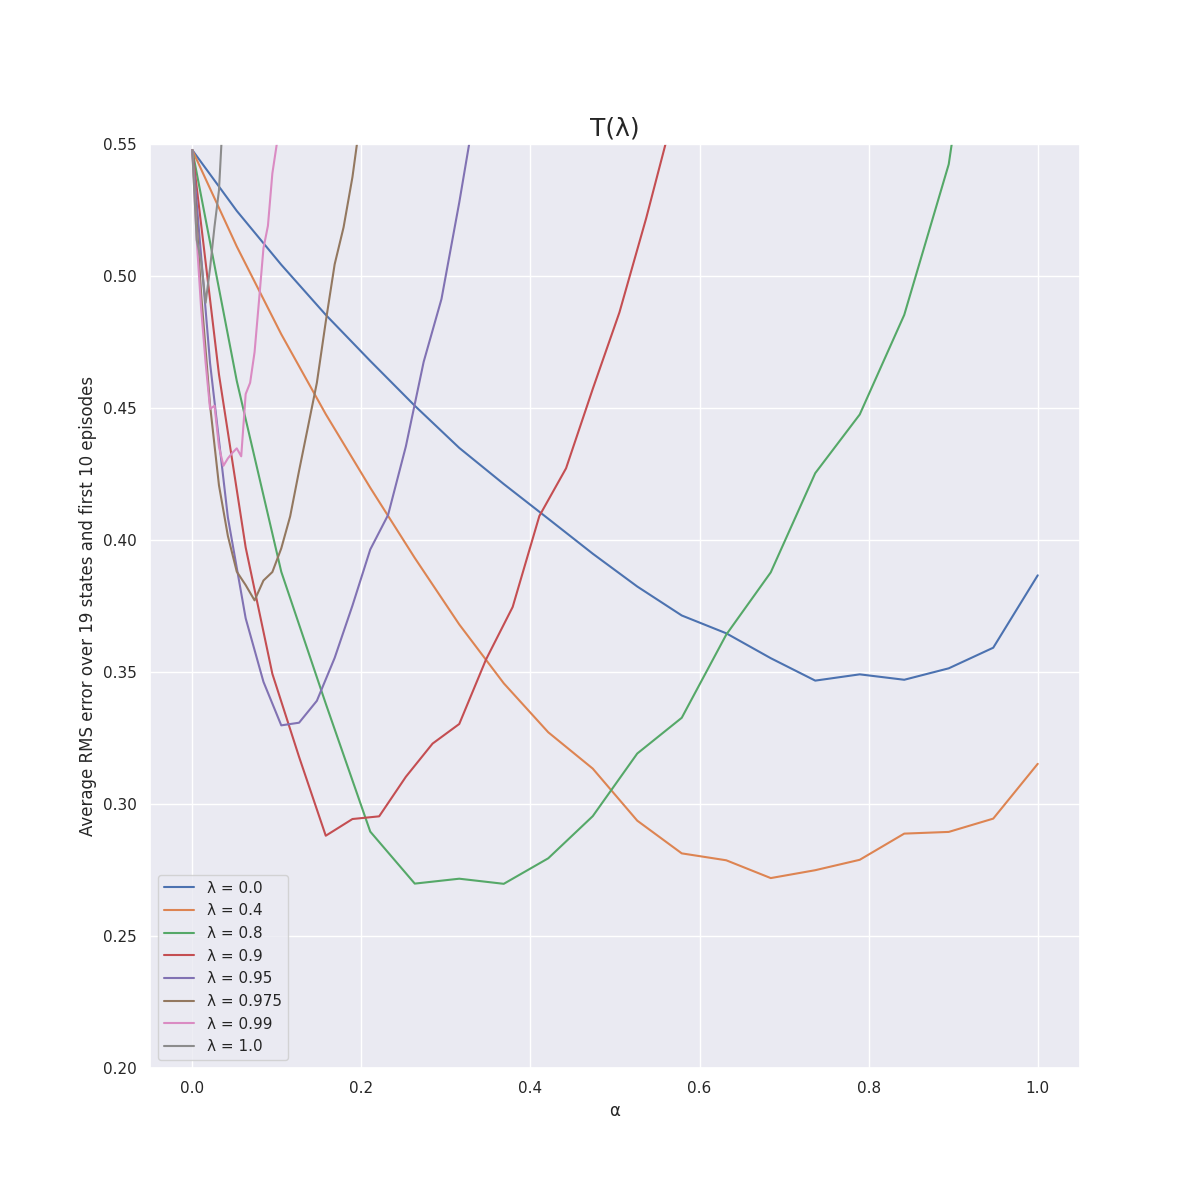 T(λ)
0.55
0.50
0.45
0.40
0.35
0.30
0.25
0.20
Average RMS error over 19 states and first 10 episodes
λ = 0.0
λ = 0.4
λ = 0.8
λ = 0.9
λ = 0.95
λ = 0.975
λ = 0.99
λ = 1.0
0.0 0.2 0.4 0.6 0.8 1.0
α